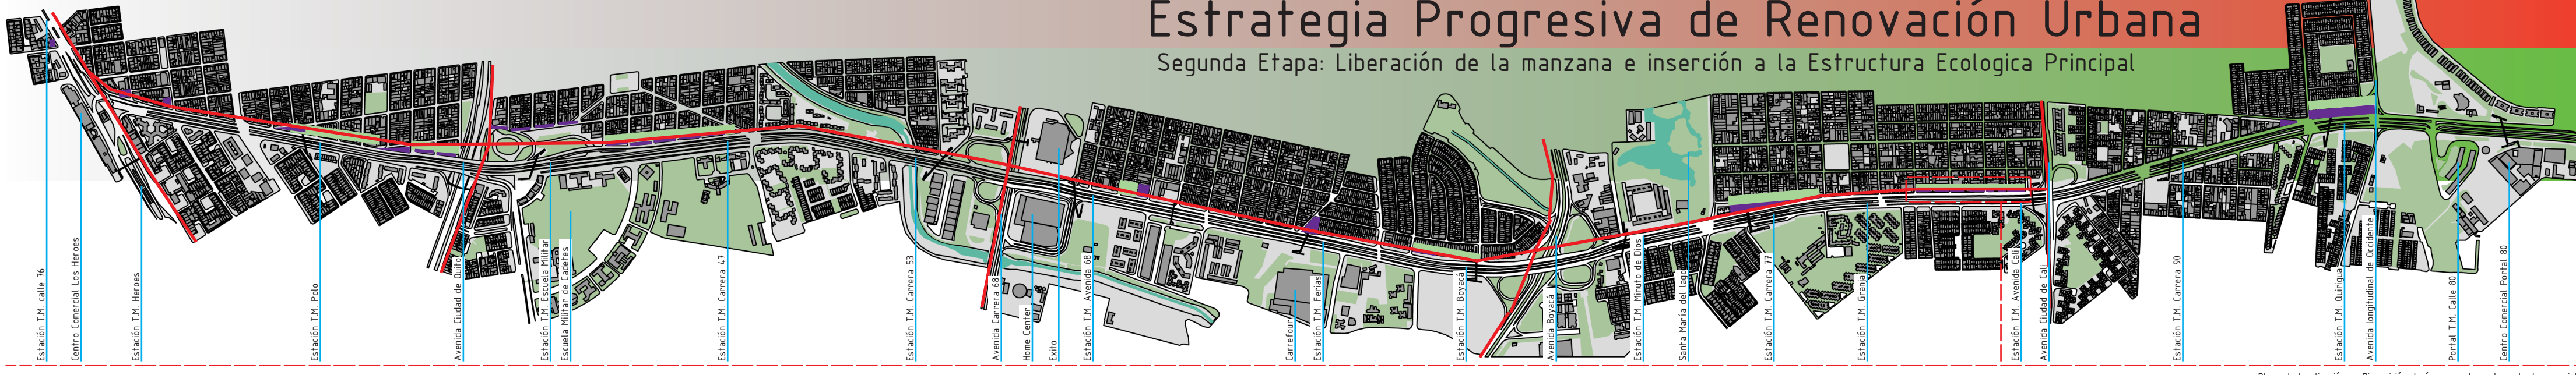 Estrategia Progresiva de Renovación Urbana
Segunda Etapa: Liberación de la manzana e inserción a la Estructura Ecologica Principal
Estación T.M. calle 76
Centro Comercial Los Heroes
Estación T.M. Heroes
Estación T.M. Polo
Avenida Ciudad de Quito
Estación T.M. Escuela Militar
Escuela Militar de Cadetes
Estación T.M. Carrera 47
Estación T.M. Carrera 53
Avenida Carrera 68
Home Center
Exito
Estación T.M. Avenida 68
Carrefour
Estación T.M. Ferias
Estación T.M. Boyacá
Avenida Boyacá
Estación T.M. Minuto de Dios
Santa María del lago
Estación T.M. Carrera 77
Estación T.M. Granja
Estación T.M. Avenida Cali
Avenida Ciudad de Cali
Estación T.M. Carrera 90
Estación T.M. Quirigua
Avenida longitudinal de Occidente
Portal T.M. Calle 80
Centro Comercial Portal 80